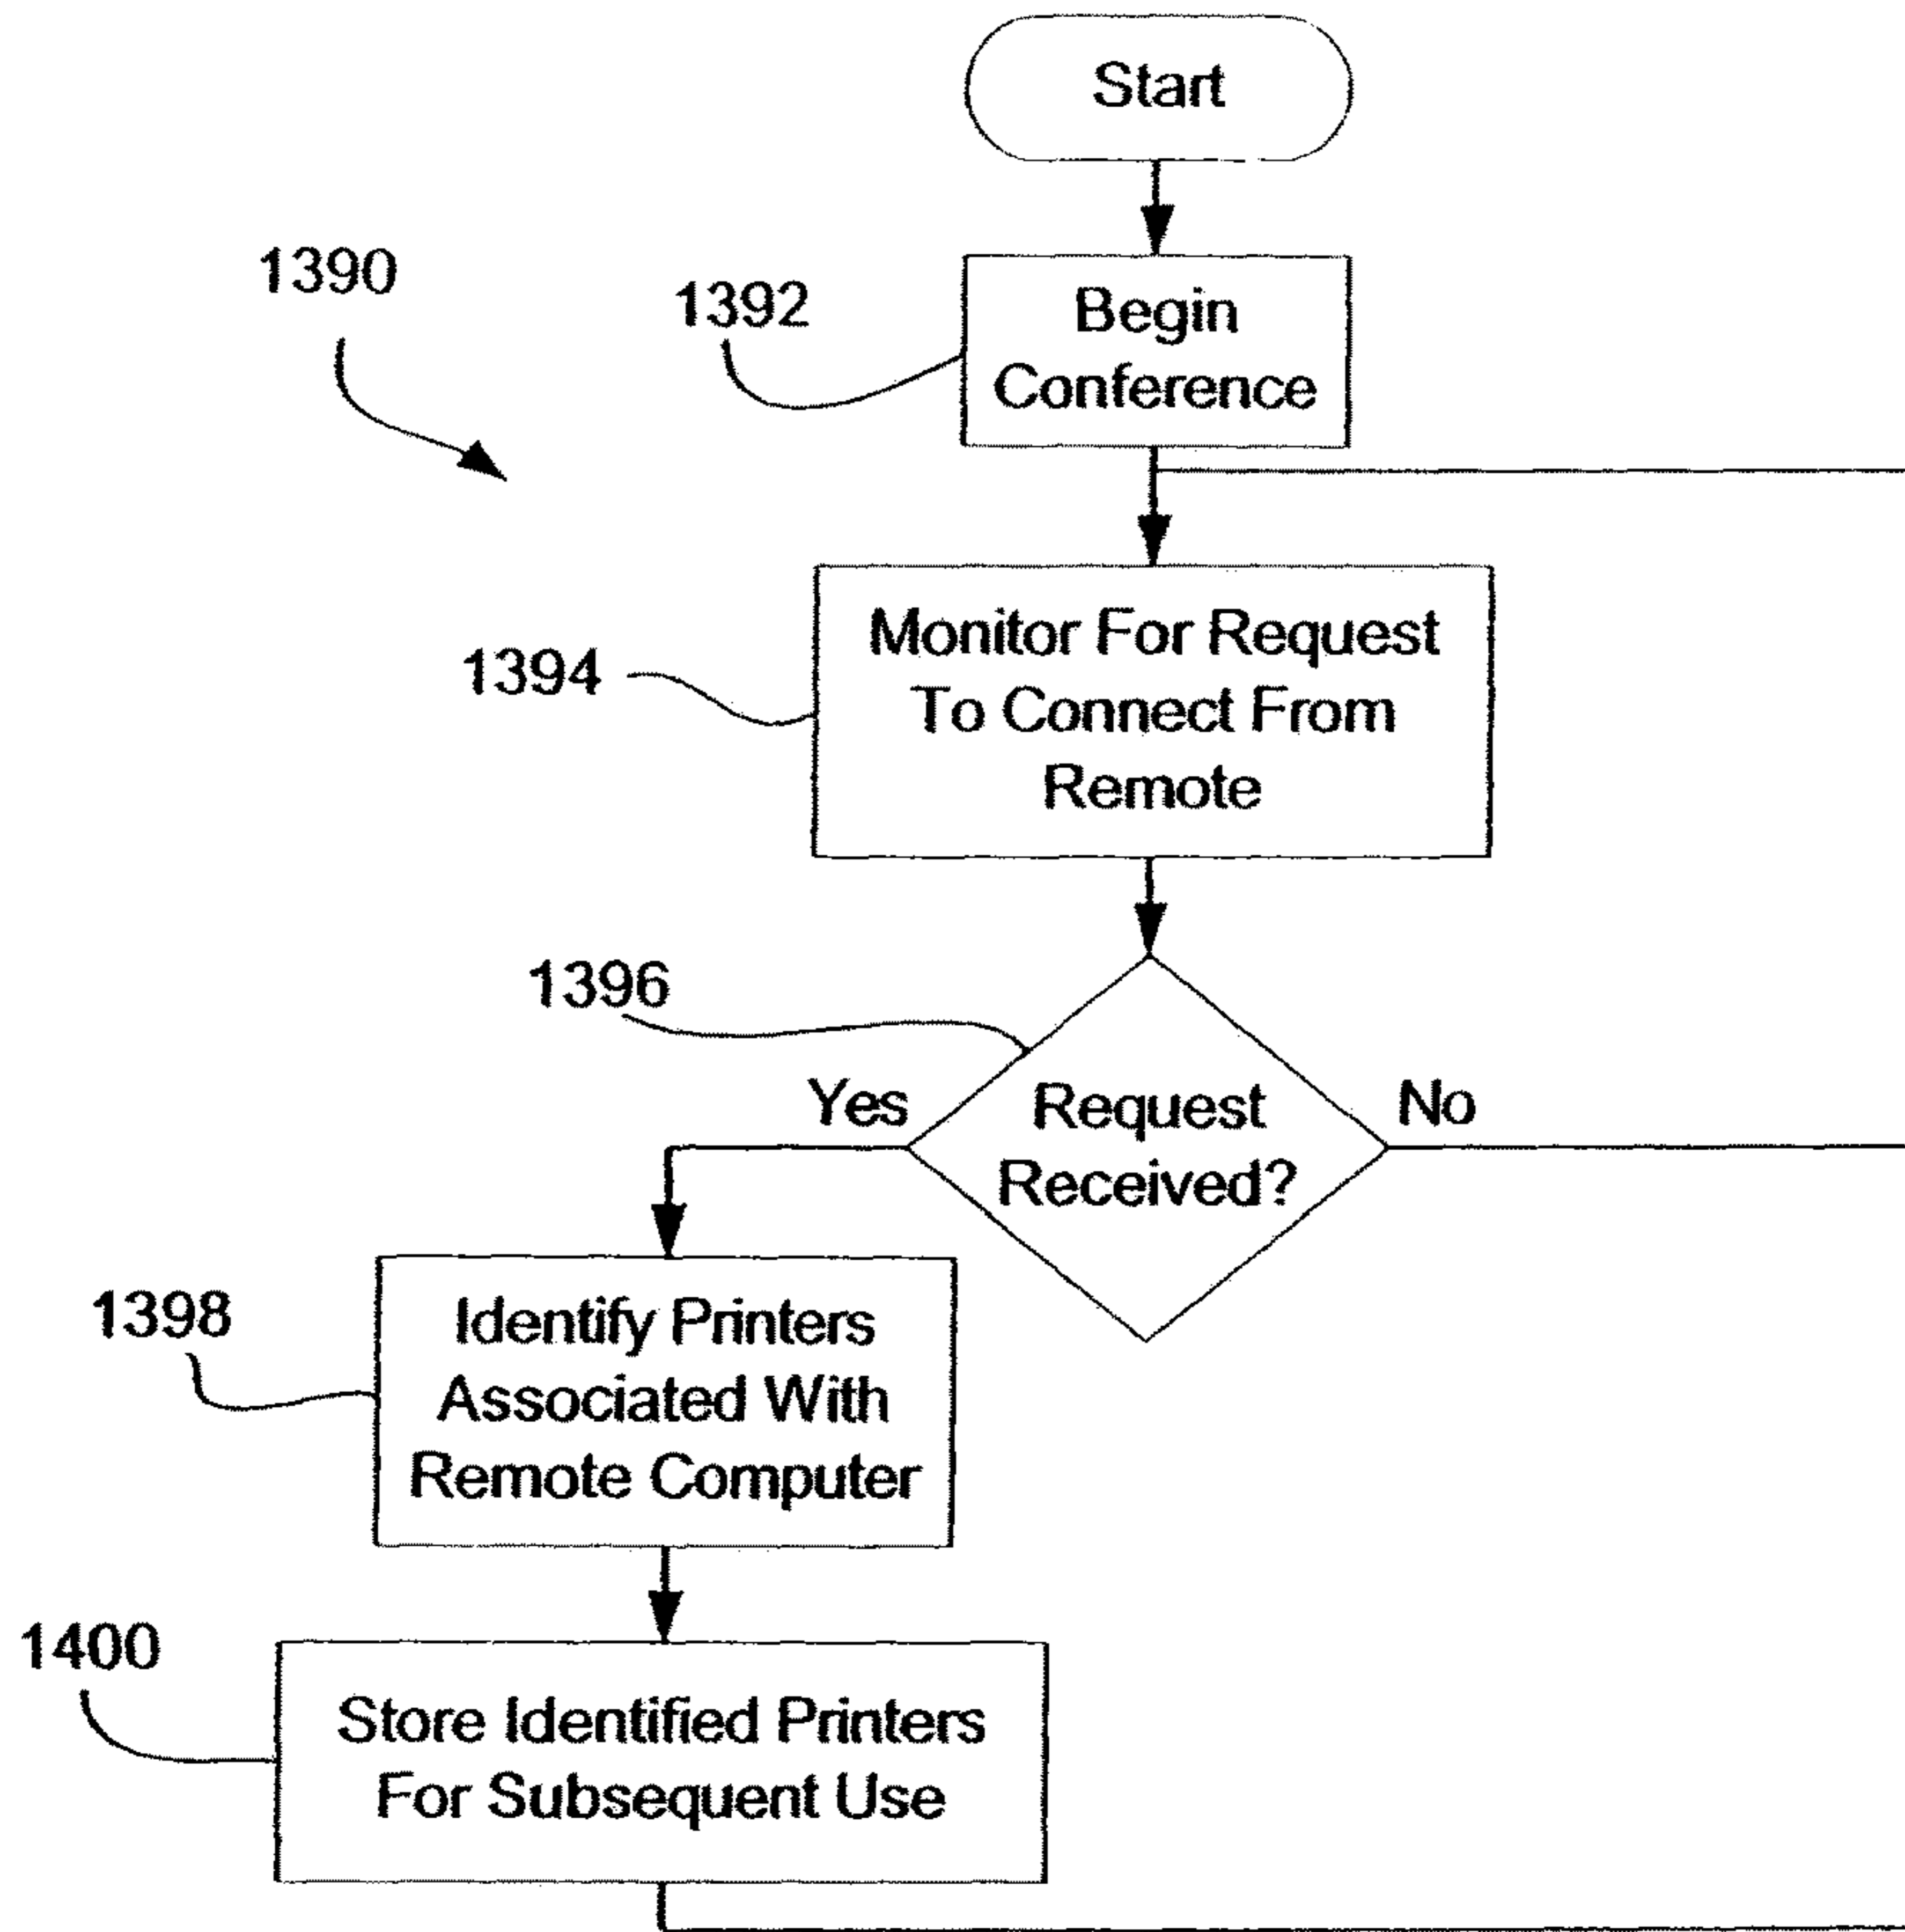 Start
1390
1392
Begin
Conference
1394
Monitor For Request
To Connect From
Remote
1396
Yes
Request
Received?
No
1398
Identify Printers
Associated With
Remote Computer
1400
Store Identified Printers
For Subsequent Use